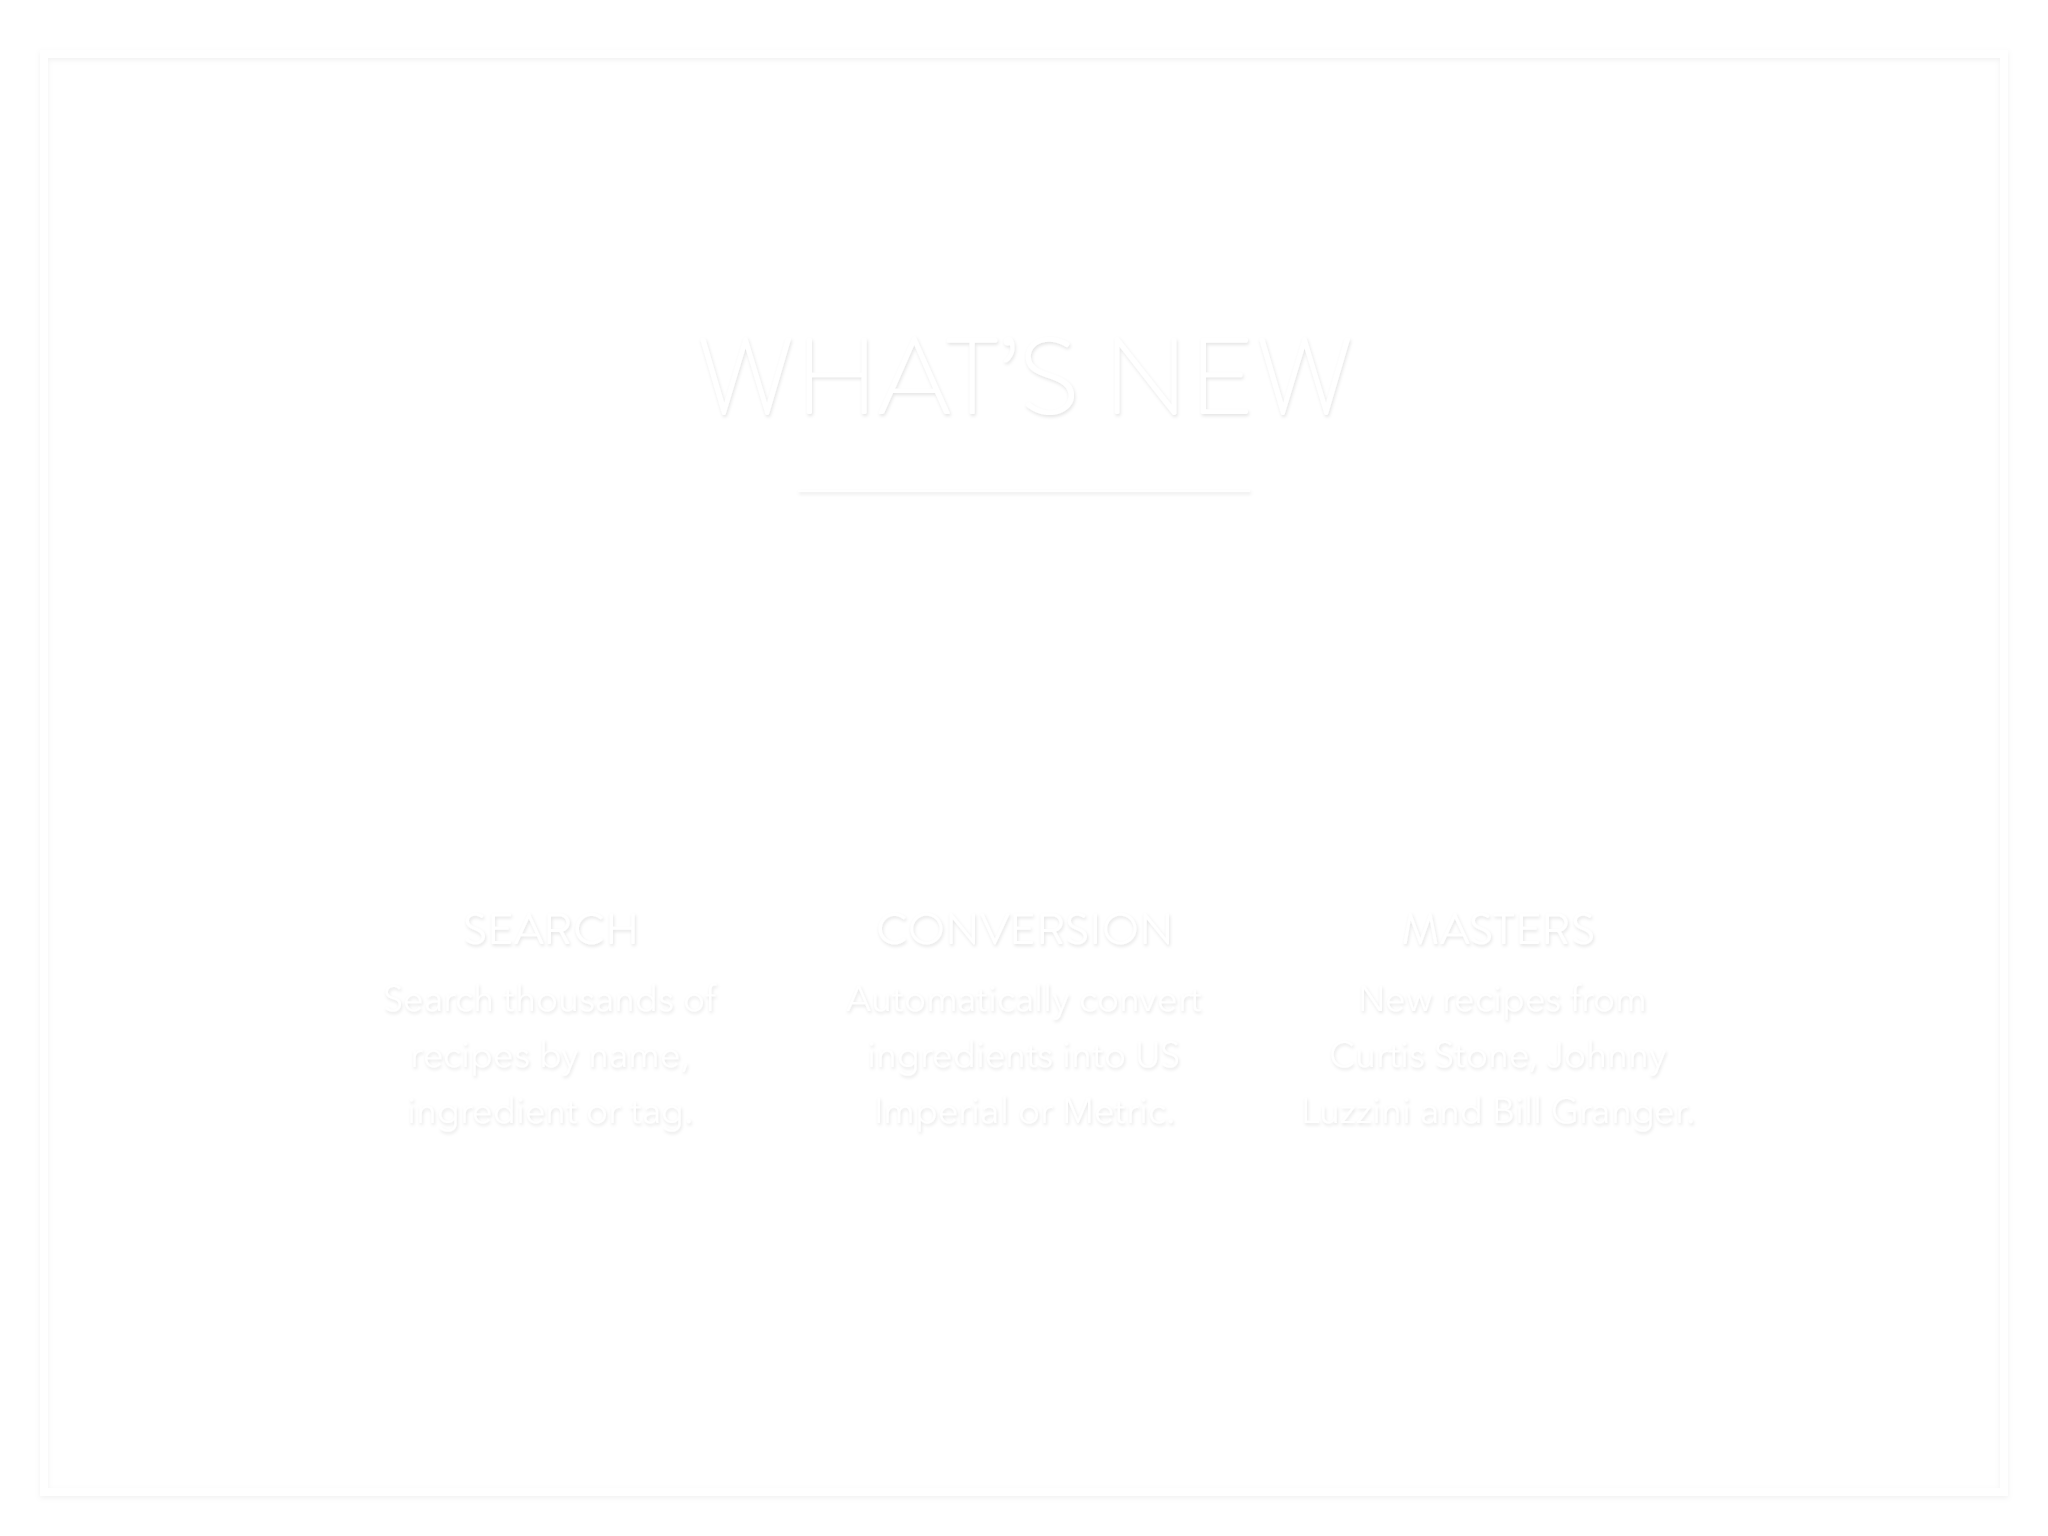 WHAT’S NEW
SEARCH
Search thousands of
recipes by name,
ingredient or tag.
CONVERSION
Automatically convert
ingredients into US
Imperial or Metric.
MASTERS
New recipes from
Curtis Stone, Johnny
Luzzini and Bill Granger.